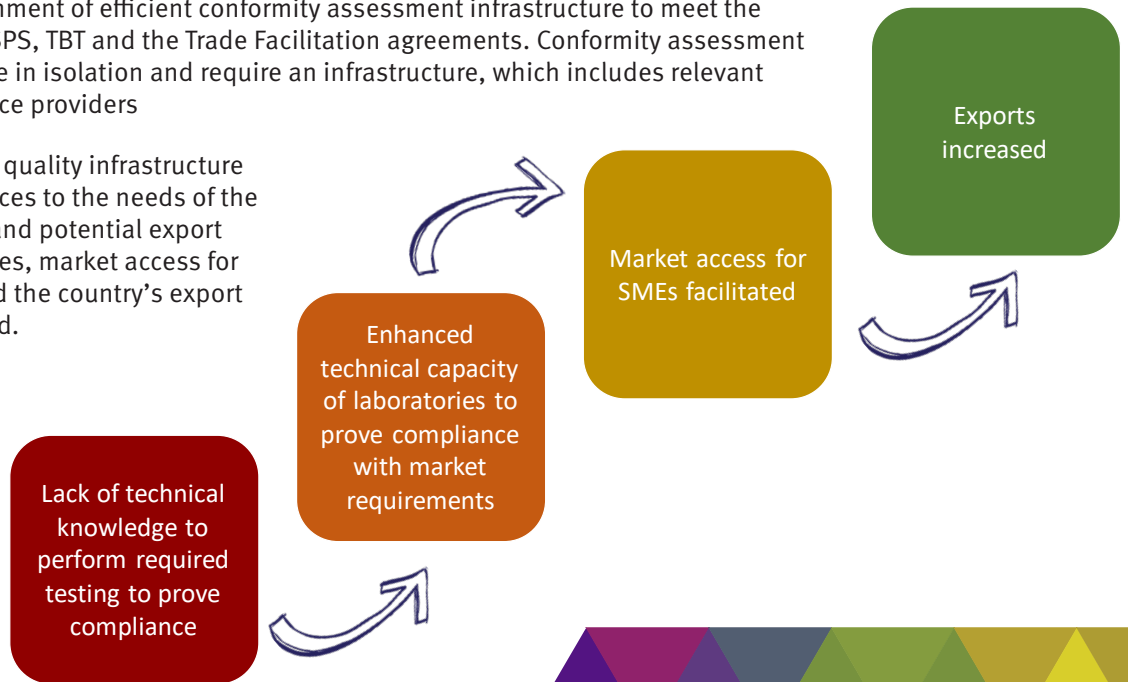 nment of efficient conformity assessment infrastructure to meet the
SPS, TBT and the Trade Facilitation agreements. Conformity assessment
e in isolation and require an infrastructure, which includes relevant
ce providers
quality infrastructure
ces to the needs of the
and potential export
es, market access for
d the country's export
d.
Exports
increased
Market access for
SMEs facilitated
Enhanced
technical capacity
of laboratories to
prove compliance
with market
requirements
Lack of technical
knowledge to
perform required
testing to prove
compliance